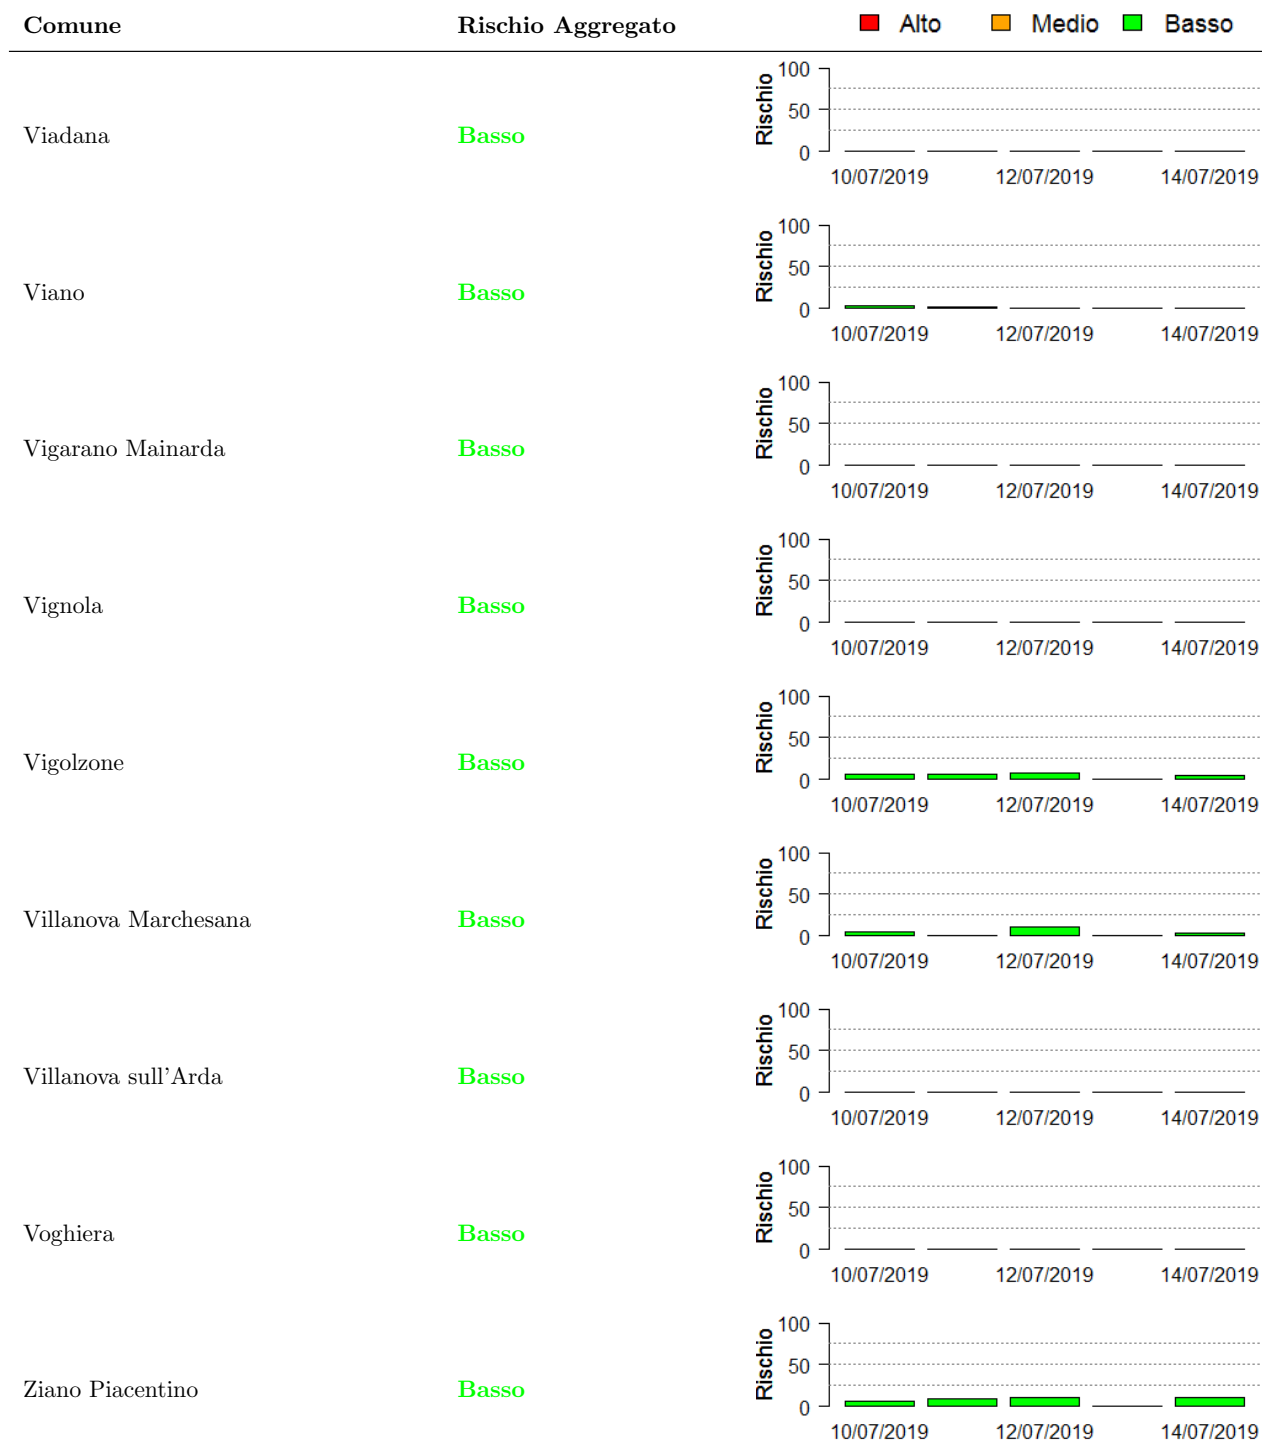 Comune Rischio Aggregato Alto Medio Basso
100
50
0
Rischio
Viadana Basso
10/07/2019 12/07/2019 14/07/2019
100
50
0
Rischio
Viano Basso
10/07/2019 12/07/2019 14/07/2019
100
50
0
Rischio
Vigarano Mainarda Basso
10/07/2019 12/07/2019 14/07/2019
100
50
0
Rischio
Vignola Basso
10/07/2019 12/07/2019 14/07/2019
100
50
0
Rischio
Vigolzone Basso
10/07/2019 12/07/2019 14/07/2019
100
50
0
Rischio
Villanova Marchesana Basso
10/07/2019 12/07/2019 14/07/2019
100
50
0
Rischio
Villanova sull'Arda Basso
10/07/2019 12/07/2019 14/07/2019
100
50
0
Rischio
Voghiera Basso
10/07/2019 12/07/2019 14/07/2019
100
50
0
Rischio
Ziano Piacentino Basso
10/07/2019 12/07/2019 14/07/2019